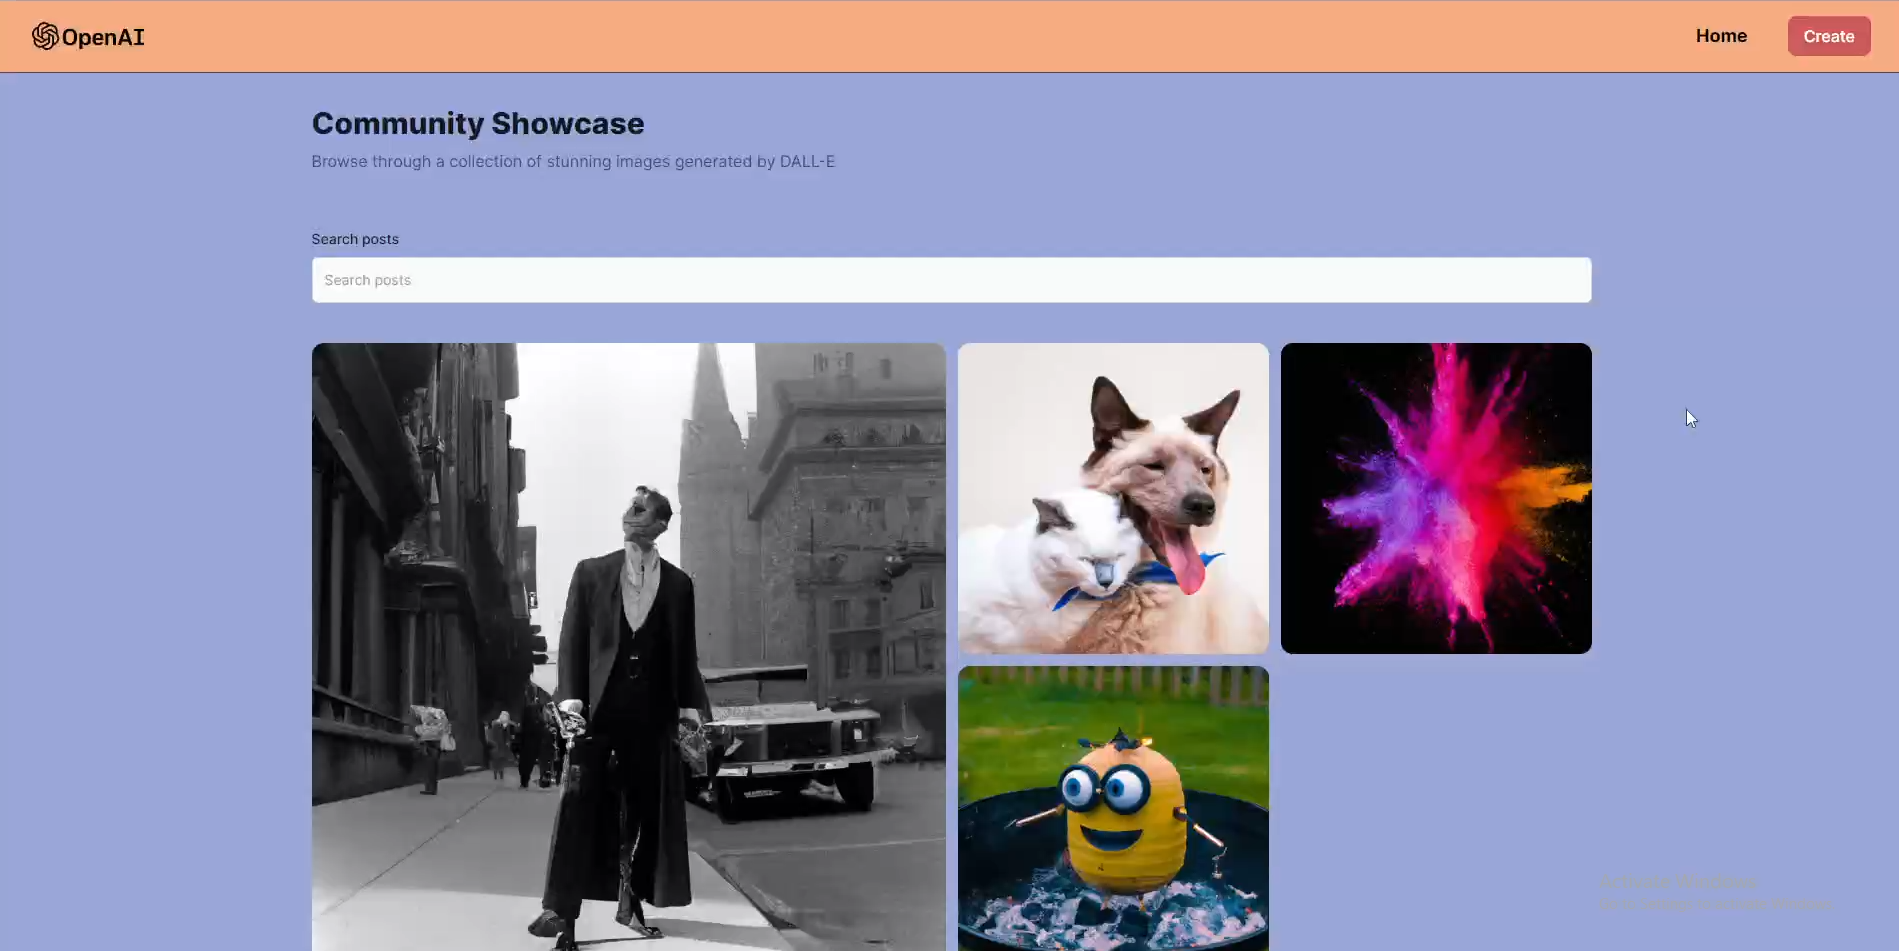 OpenAI
Home
Create
Community Showcase
Browse through a collection of stunning images generated by DALL-E
Search posts
Search posts